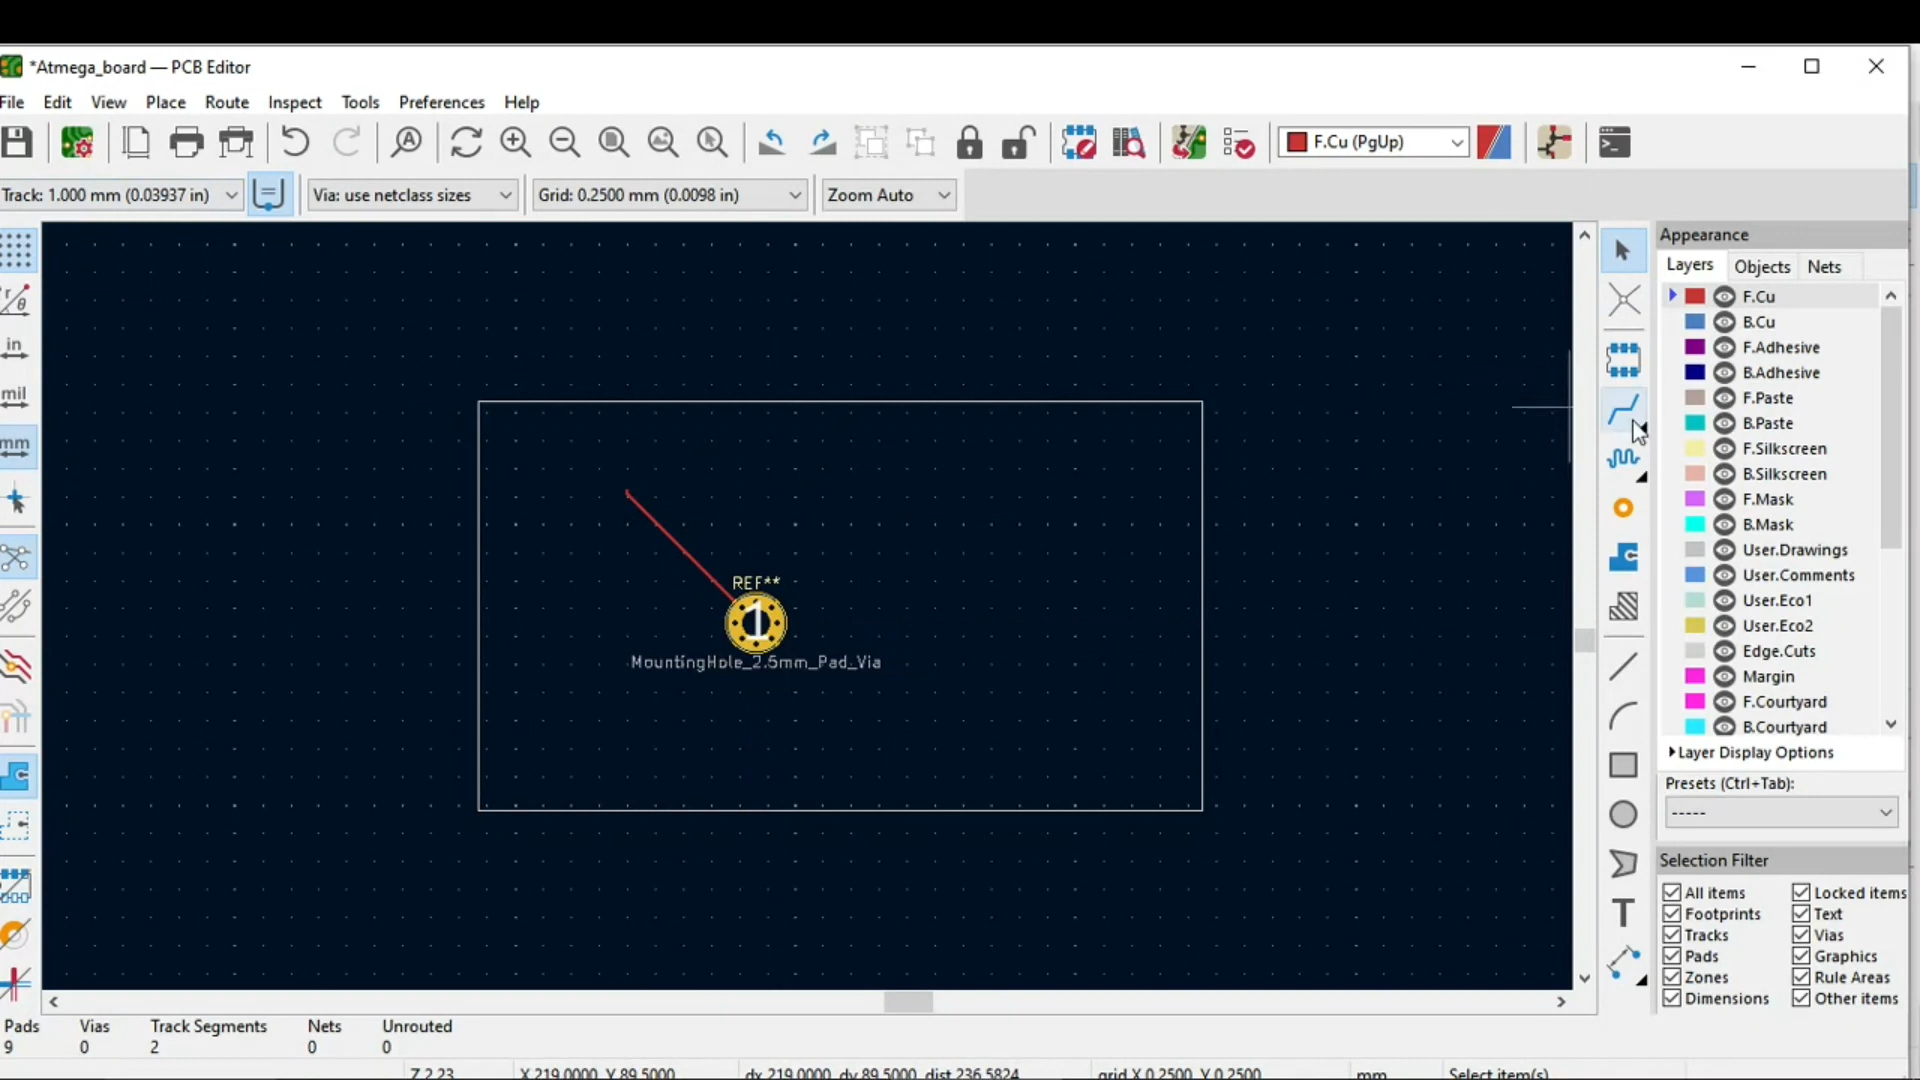 *Atmega_board — PCB Editor
File Edit View Place Route Inspect Tools Preferences Help
F.Cu (PgUp)
Track: 1.000 mm (0.03937 in) Via: use netclass sizes Grid: 0.2500 mm (0.0098 in) Zoom Auto
in
mil
mm
REF**
1
MountingHole_2.5mm_Pad_Via
Appearance
Layers Objects Nets
F.Cu
B.Cu
F.Adhesive
B.Adhesive
F.Paste
B.Paste
F.Silkscreen
B.Silkscreen
F.Mask
B.Mask
User.Drawings
User.Comments
User.Eco1
User.Eco2
Edge.Cuts
Margin
F.Courtyard
B.Courtyard
Layer Display Options
Presets (Ctrl+Tab):
-----
Selection Filter
All items Locked items
Footprints Text
Tracks Vias
Pads Graphics
Zones Rule Areas
Dimensions Other items
Pads Vias Track Segments Nets Unrouted
9 0 2 0 0
Z 2.23 X 219.0000 Y 89.5000 dx 219.0000 dy 89.5000 dist 236.5824 grid X 0.2500 Y 0.2500 mm Select item(s)